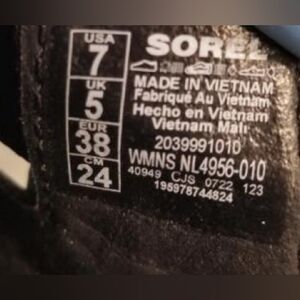 USA
7
UK
5
EUR
38
CM
24
SOREL
MADE IN VIETNAM
Fabriqué Au Vietnam
Hecho en Vietnam
Vietnam Malı
2039991010
WMNS NL4956-010
40949 CJS 0722 123
195978744824